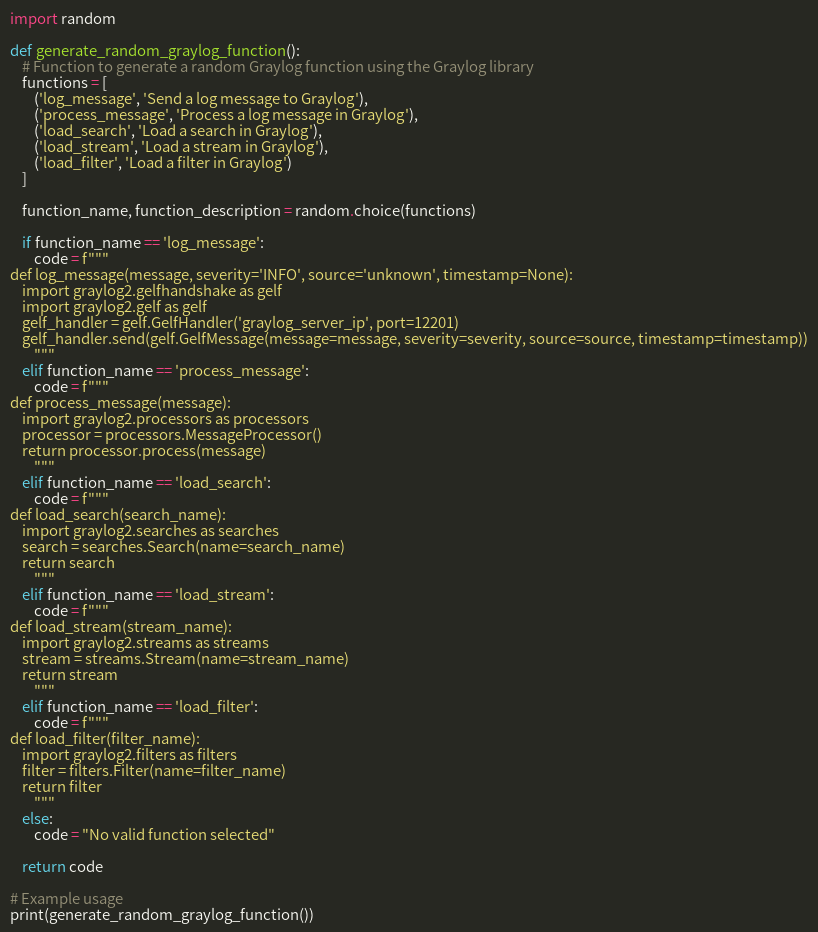 import random

def generate_random_graylog_function():
    # Function to generate a random Graylog function using the Graylog library
    functions = [
        ('log_message', 'Send a log message to Graylog'),
        ('process_message', 'Process a log message in Graylog'),
        ('load_search', 'Load a search in Graylog'),
        ('load_stream', 'Load a stream in Graylog'),
        ('load_filter', 'Load a filter in Graylog')
    ]

    function_name, function_description = random.choice(functions)

    if function_name == 'log_message':
        code = f"""
def log_message(message, severity='INFO', source='unknown', timestamp=None):
    import graylog2.gelfhandshake as gelf
    import graylog2.gelf as gelf
    gelf_handler = gelf.GelfHandler('graylog_server_ip', port=12201)
    gelf_handler.send(gelf.GelfMessage(message=message, severity=severity, source=source, timestamp=timestamp))
        """
    elif function_name == 'process_message':
        code = f"""
def process_message(message):
    import graylog2.processors as processors
    processor = processors.MessageProcessor()
    return processor.process(message)
        """
    elif function_name == 'load_search':
        code = f"""
def load_search(search_name):
    import graylog2.searches as searches
    search = searches.Search(name=search_name)
    return search
        """
    elif function_name == 'load_stream':
        code = f"""
def load_stream(stream_name):
    import graylog2.streams as streams
    stream = streams.Stream(name=stream_name)
    return stream
        """
    elif function_name == 'load_filter':
        code = f"""
def load_filter(filter_name):
    import graylog2.filters as filters
    filter = filters.Filter(name=filter_name)
    return filter
        """
    else:
        code = "No valid function selected"

    return code

# Example usage
print(generate_random_graylog_function())